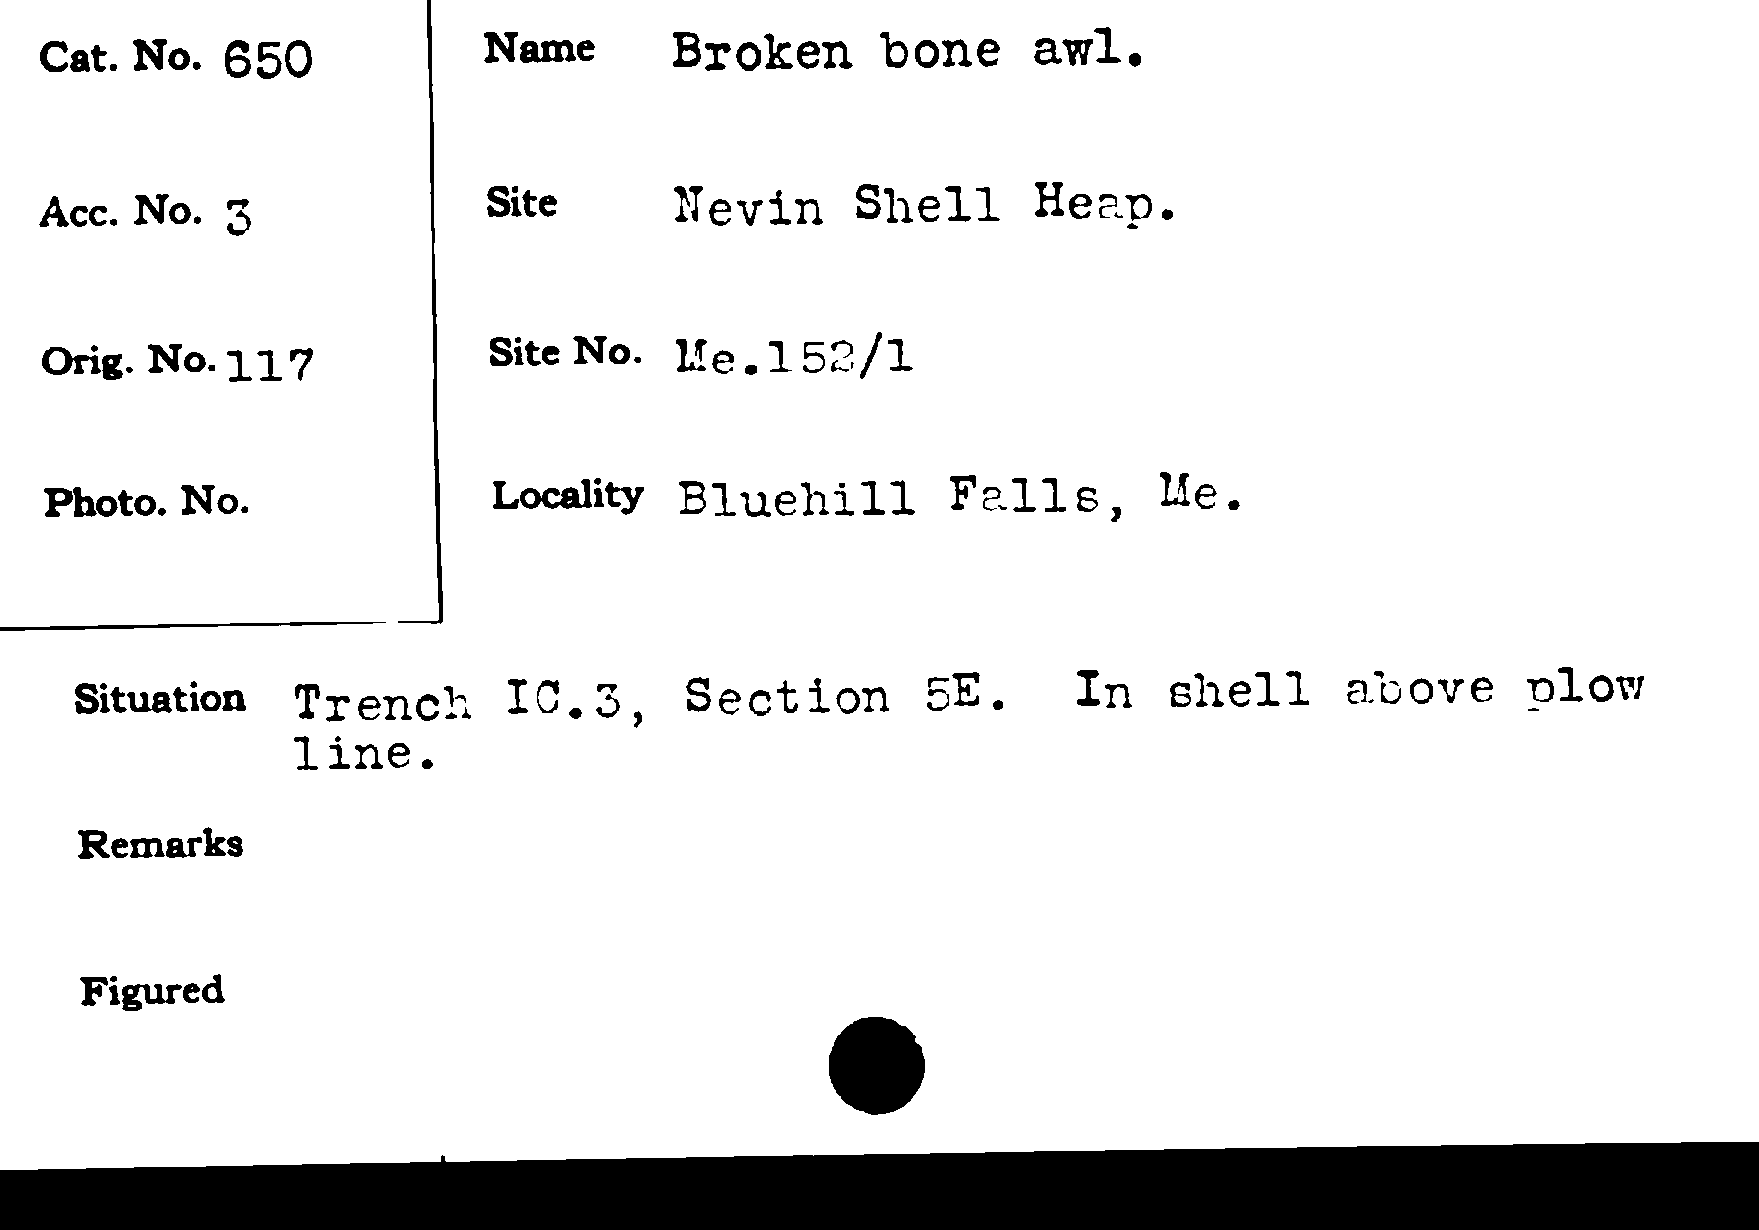 Cat. No. 650
Name Broken bone awl.
Acc. No. 3
Site Nevin Shell Heap.
Orig. No. 117
Site No. Me.152/1
Photo. No.
Locality Bluehill Falls, Me.
Situation Trench IC.3, Section 5E. In shell above plow
line.
Remarks
Figured